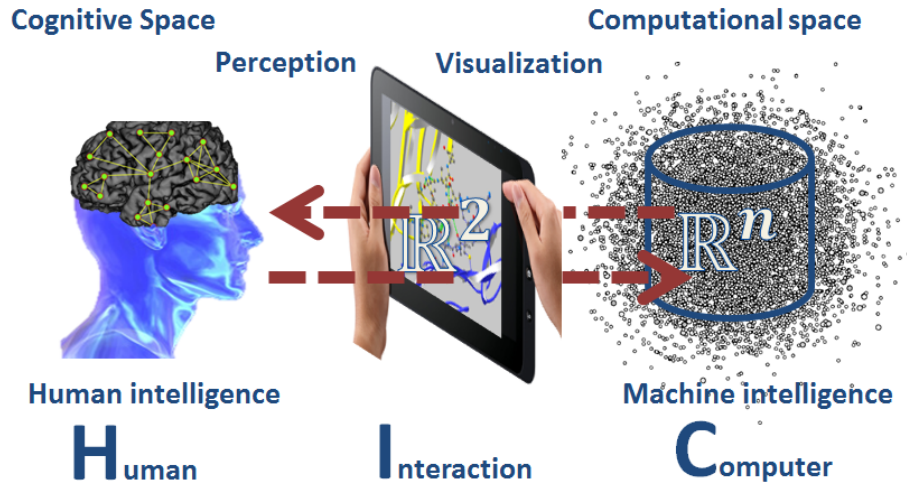 Cognitive Space
Computational space
Perception
Visualization
ℝ²
ℝⁿ
Human intelligence
Machine intelligence
Human
Interaction
Computer